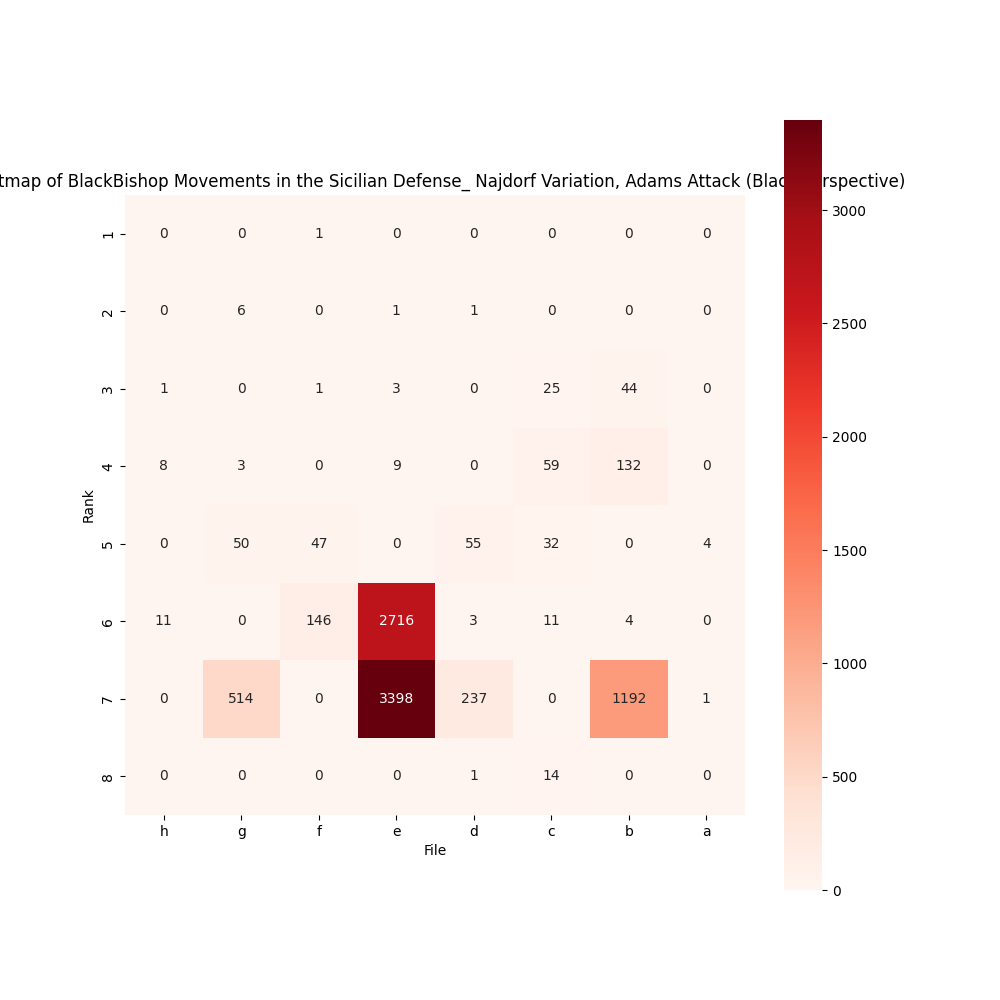 tmap of BlackBishop Movements in the Sicilian Defense_ Najdorf Variation, Adams Attack (Blac rspective)
3000
1 0 0 1 0 0 0 0 0
2500
2 0 6 0 1 1 0 0 0
3 1 0 1 3 0 25 44 0
2000
4 8 3 0 9 0 59 132 0
Rank
1500
5 0 50 47 0 55 32 0 4
6 11 0 146 2716 3 11 4 0
1000
7 0 514 0 3398 237 0 1192 1
500
8 0 0 0 0 1 14 0 0
h g f e d c b a
File
0